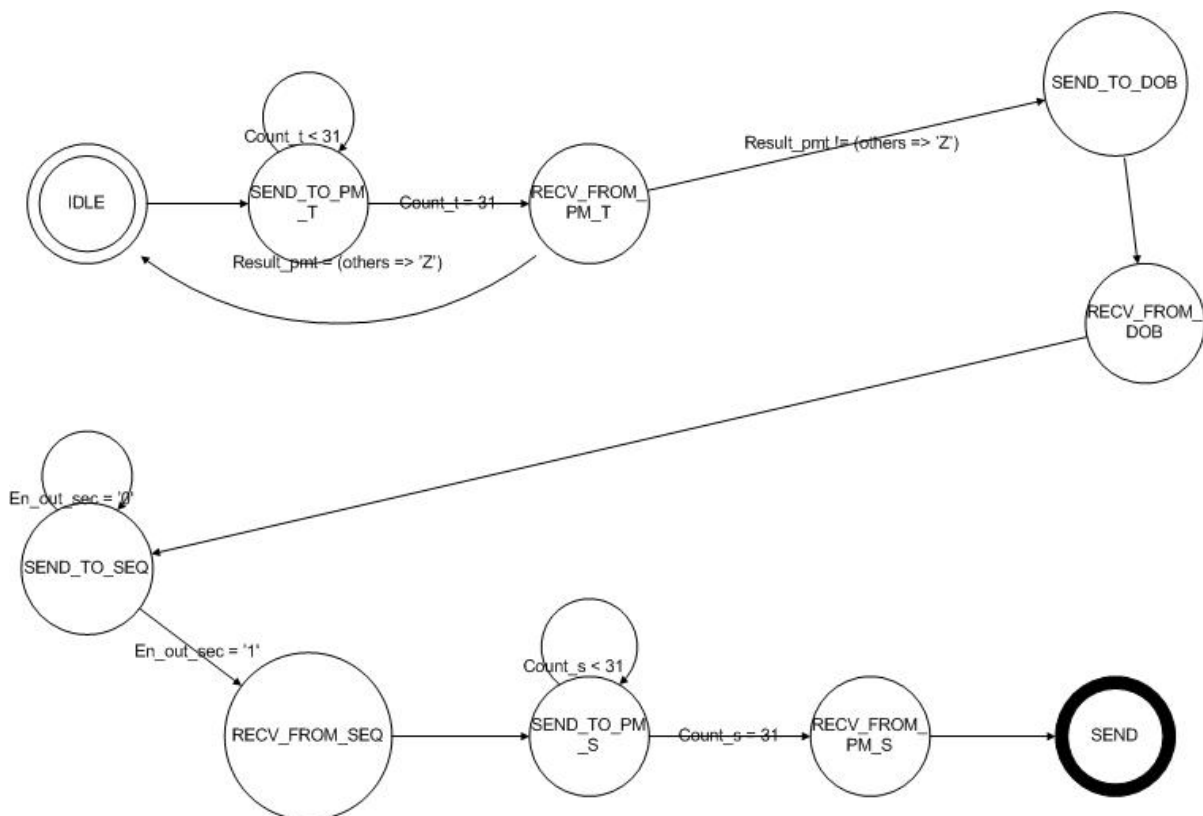 SEND_TO_DOB
Count_t < 31
Result_pmt != (others => 'Z')
IDLE
SEND_TO_PM
_T
Count_t = 31
RECV_FROM_
PM_T
Result_pmt = (others => 'Z')
RECV_FROM_
DOB
En_out_sec = '0'
SEND_TO_SEQ
En_out_sec = '1'
Count_s < 31
RECV_FROM_SEQ
SEND_TO_PM
_S
Count_s = 31
RECV_FROM_
PM_S
SEND